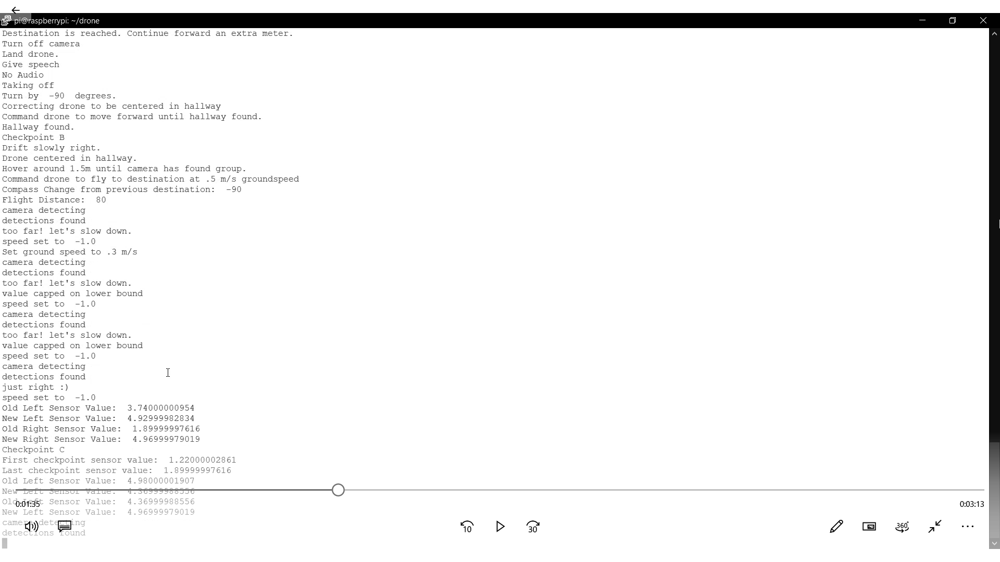 pi@raspberrypi: ~/drone
Destination is reached. Continue forward an extra meter.
Turn off camera
Land drone.
Give speech
No Audio
Taking off
Turn by  -90  degrees.
Correcting drone to be centered in hallway
Command drone to move forward until hallway found.
Hallway found.
Checkpoint B
Drift slowly right.
Drone centered in hallway.
Hover around 1.5m until camera has found group.
Command drone to fly to destination at .5 m/s groundspeed
Compass Change from previous destination:  -90
Flight Distance:  80
camera detecting
detections found
too far! let's slow down.
speed set to  -1.0
Set ground speed to .3 m/s
camera detecting
detections found
too far! let's slow down.
value capped on lower bound
speed set to  -1.0
camera detecting
detections found
too far! let's slow down.
value capped on lower bound
speed set to  -1.0
camera detecting
detections found
just right :)
speed set to  -1.0
Old Left Sensor Value:  3.74000000954
New Left Sensor Value:  4.92999982834
Old Right Sensor Value:  1.89999997616
New Right Sensor Value:  4.96999979019
Checkpoint C
First checkpoint sensor value:  1.22000002861
Last checkpoint sensor value:  1.89999997616
Old Left Sensor Value:  4.98000001907
New Left Sensor Value:  4.36999988556
Old Left Sensor Value:  4.36999988556
0:01:35
0:03:13
New Left Sensor Value:  4.96999979019
camera detecting
detections found
10
30
360°